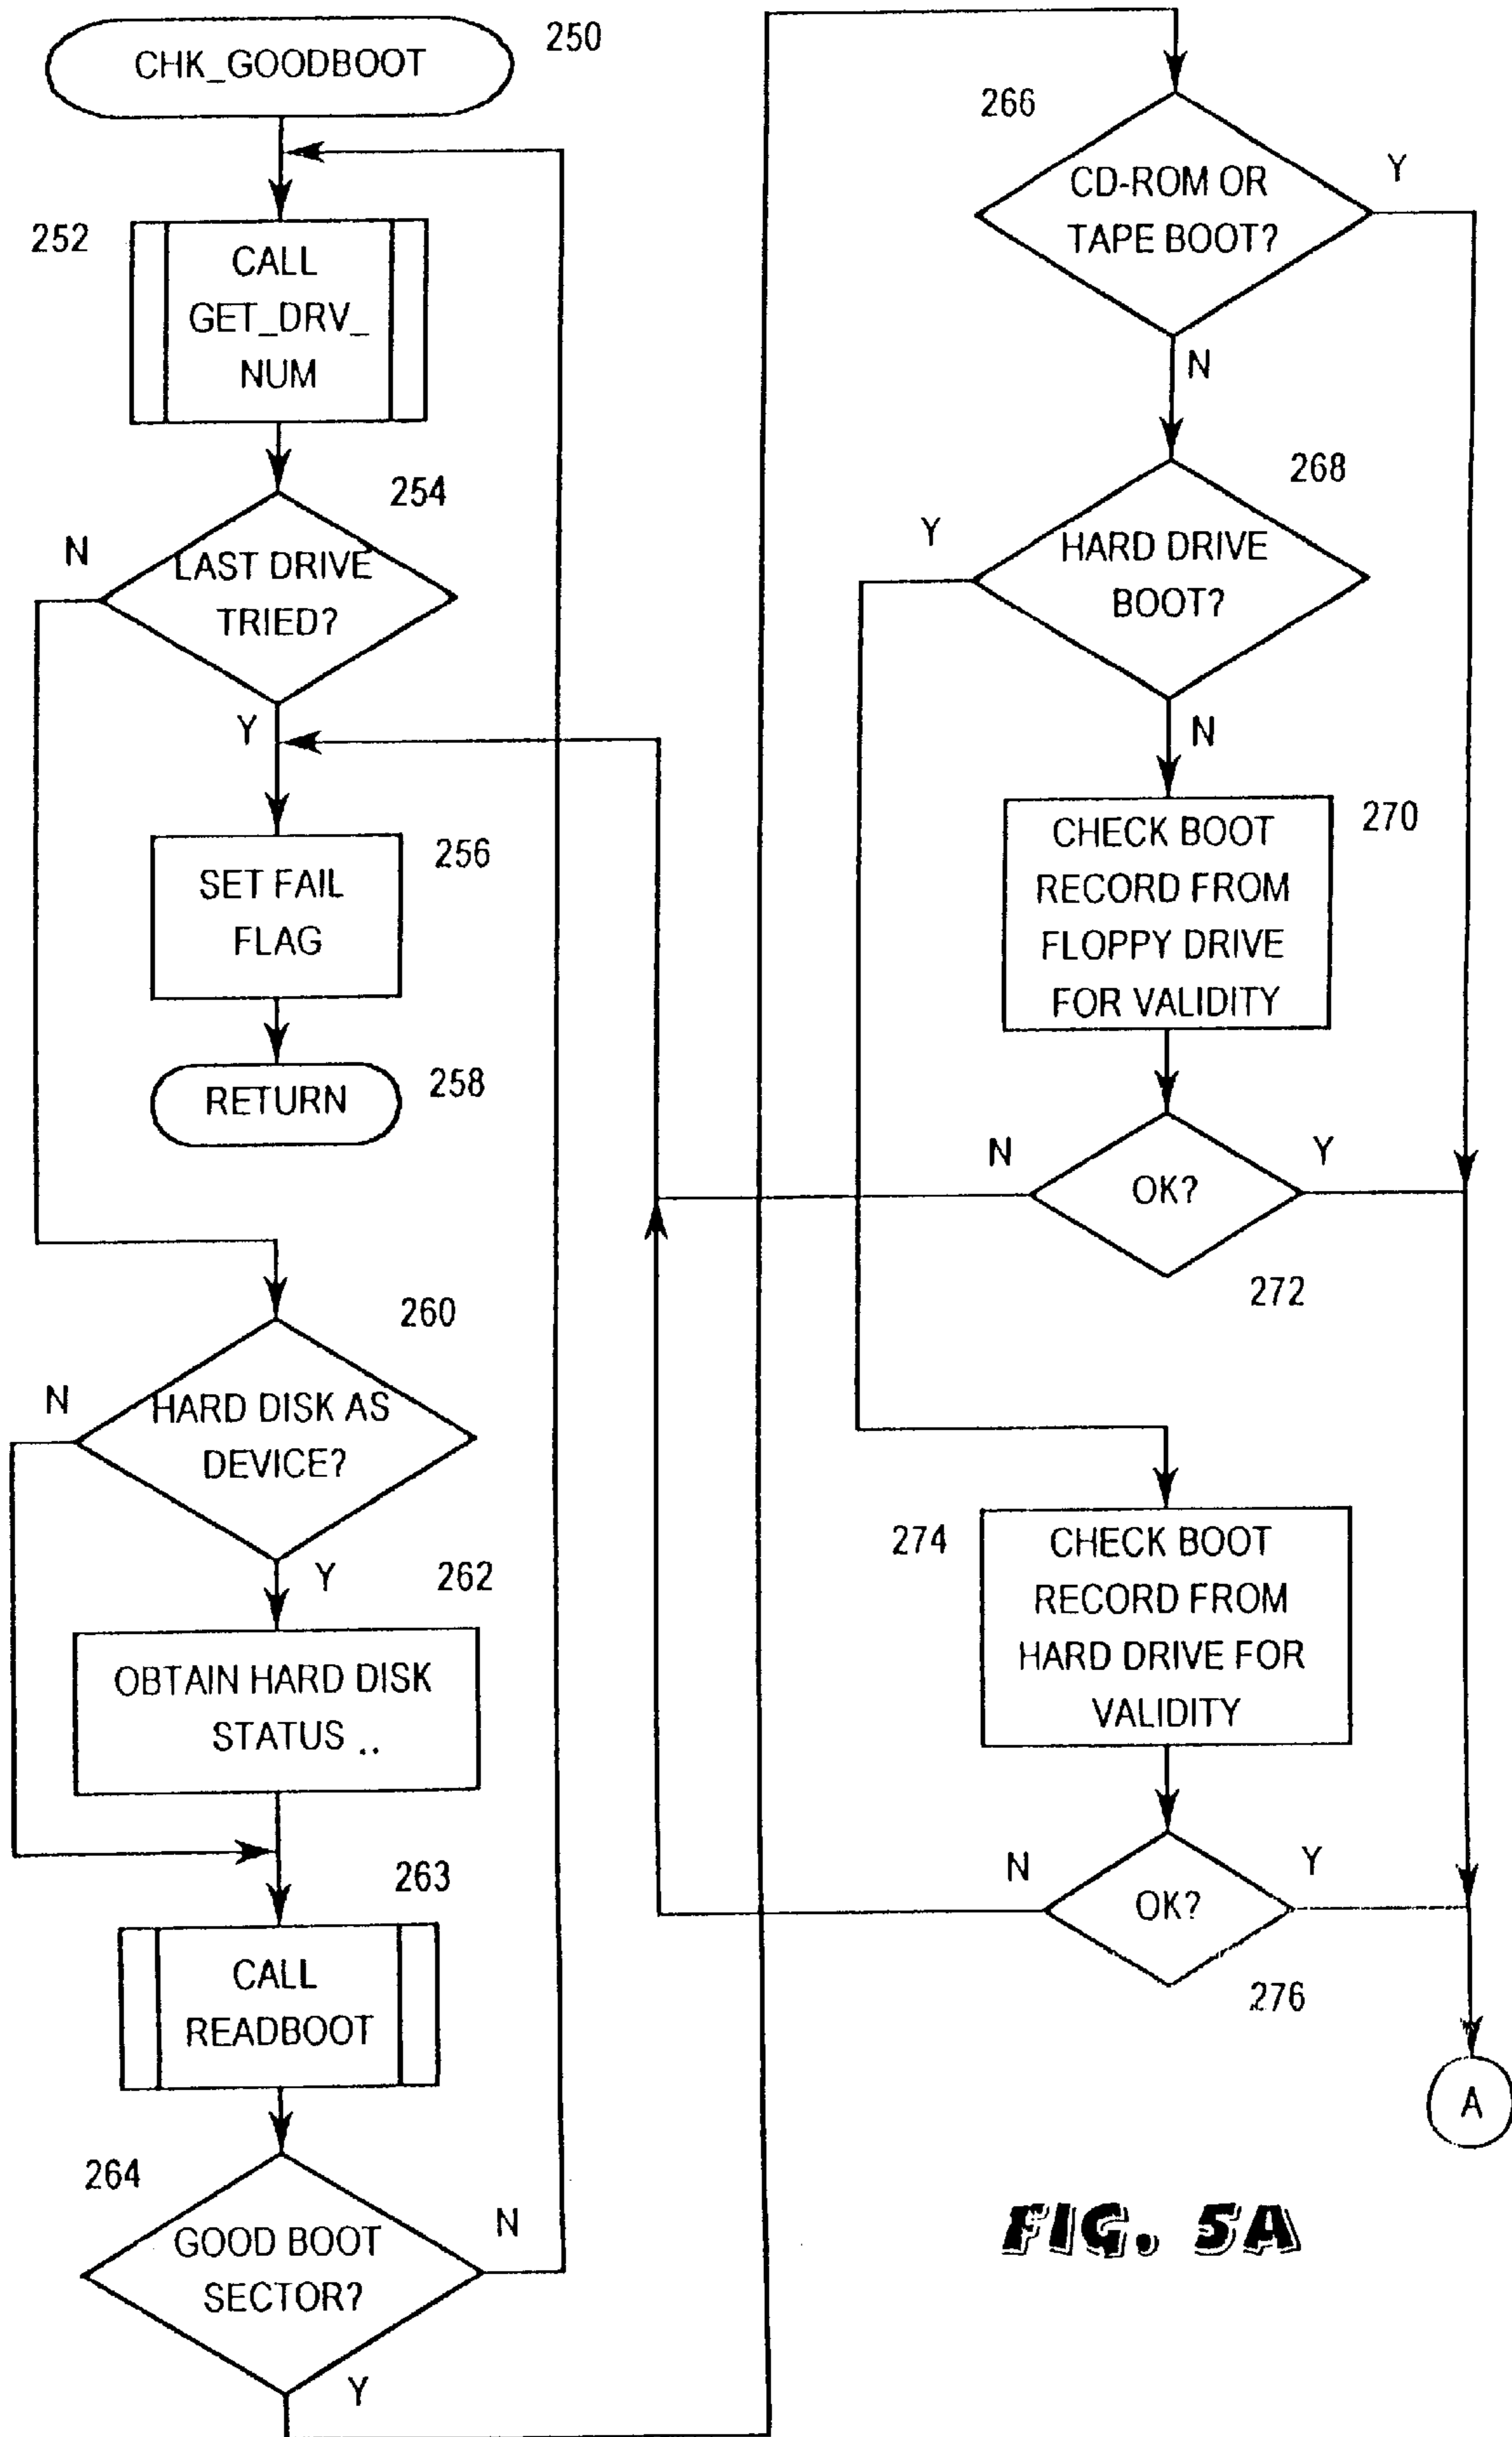 CHK_GOODBOOT
250
252
CALL
GET_DRV_
NUM
254
N
LAST DRIVE
TRIED?
Y
256
SET FAIL
FLAG
RETURN
258
260
N
HARD DISK AS
DEVICE?
Y
262
OBTAIN HARD DISK
STATUS ..
263
CALL
READBOOT
264
GOOD BOOT
SECTOR?
N
Y
266
CD-ROM OR
TAPE BOOT?
Y
N
268
Y
HARD DRIVE
BOOT?
N
270
CHECK BOOT
RECORD FROM
FLOPPY DRIVE
FOR VALIDITY
N
OK?
Y
272
274
CHECK BOOT
RECORD FROM
HARD DRIVE FOR
VALIDITY
N
OK?
Y
276
A
FIG. 5A